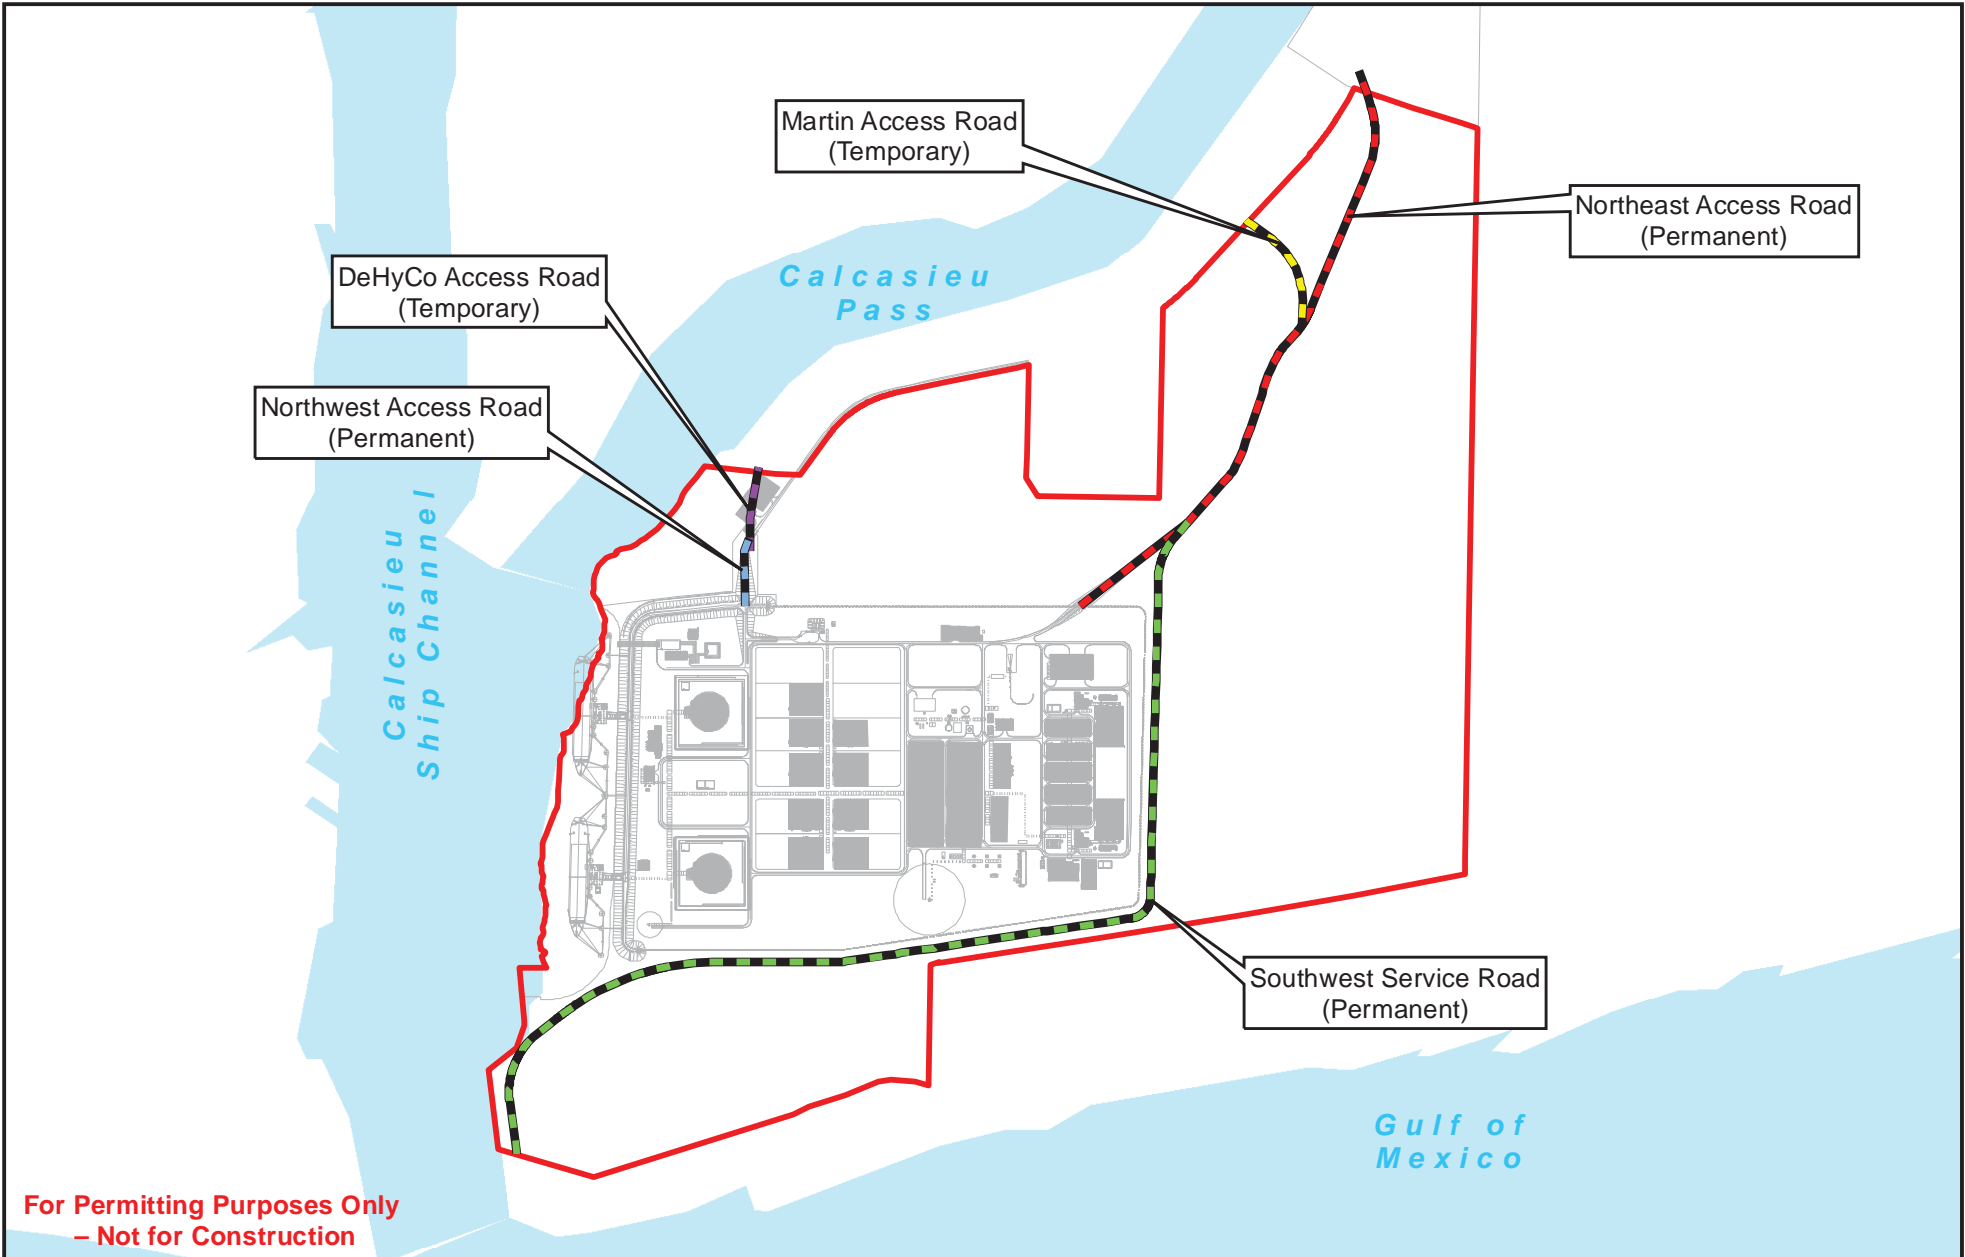 Martin Access Road
(Temporary)
Northeast Access Road
(Permanent)
DeHyCo Access Road
(Temporary)
Calcasieu
Pass
Northwest Access Road
(Permanent)
Calcasieu
Ship Channel
Southwest Service Road
(Permanent)
Gulf of
Mexico
For Permitting Purposes Only
– Not for Construction